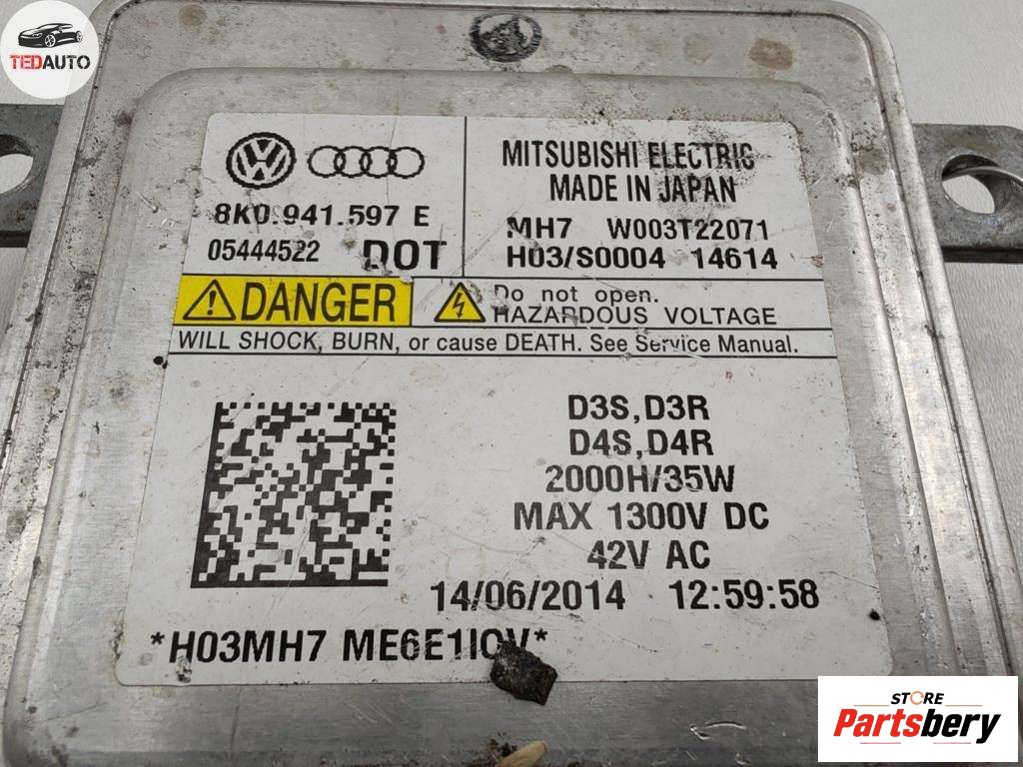 TEDAUTO
8K0.941.597 E
05444522 DOT
MITSUBISHI ELECTRIC
MADE IN JAPAN
MH7 W003T22071
H03/S0004 14614
DANGER
Do not open.
HAZARDOUS VOLTAGE
WILL SHOCK, BURN, or cause DEATH. See Service Manual.
D3S,D3R
D4S,D4R
2000H/35W
MAX 1300V DC
42V AC
14/06/2014 12:59:58
*H03MH7
STORE
Partsbery